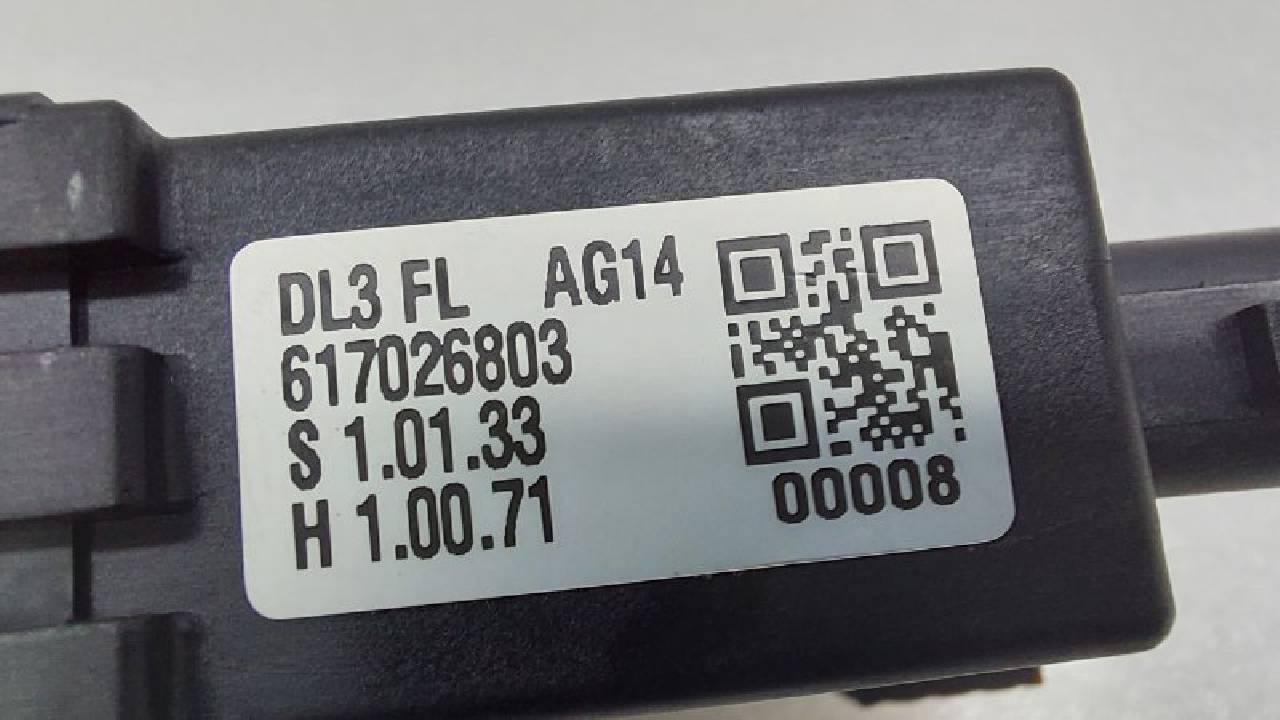 DL3 FL AG14
617026803
S 1.01.33
H 1.00.71
00008